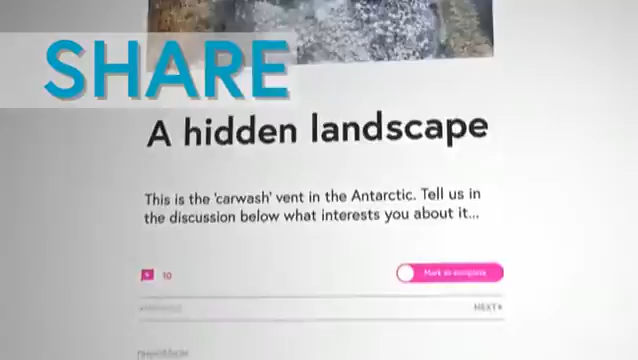 SHARE
A hidden landscape
This is the 'carwash' vent in the Antarctic. Tell us in
the discussion below what interests you about it...
10
Mark as complete
NEXT